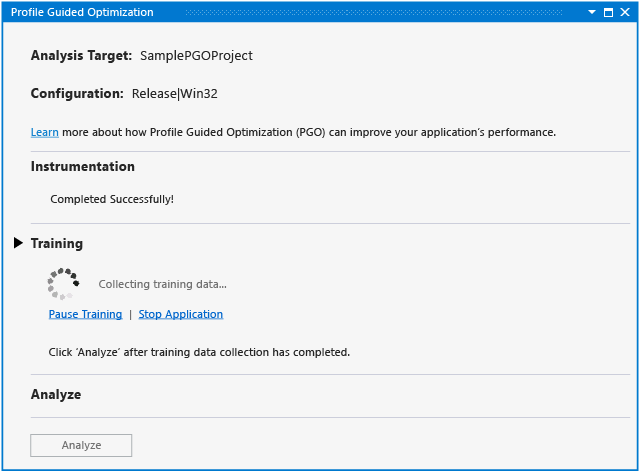 Profile Guided Optimization
Analysis Target: SamplePGOProject
Configuration: Release|Win32
Learn more about how Profile Guided Optimization (PGO) can improve your application's performance.
Instrumentation
Completed Successfully!
Training
Collecting training data...
Pause Training | Stop Application
Click 'Analyze' after training data collection has completed.
Analyze
Analyze